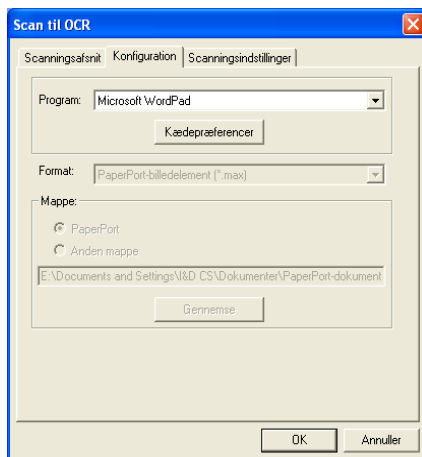 Scan til OCR
Scanningsafsnit Konfiguration Scanningsindstillinger
Program: Microsoft WordPad
Kædepræferencer
Format: PaperPort-billedelement (*.max)
Mappe:
PaperPort
Anden mappe
E:\Documents and Settings\I&D CS\Dokumenter\PaperPort-dokument
Gennemse
OK Annuller